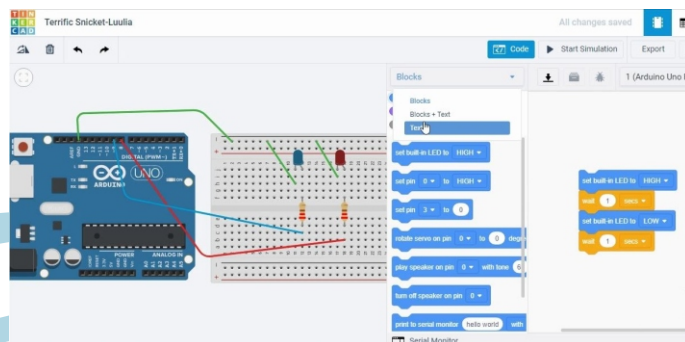 TIN
KER
CAD
Terrific Snicket-Luulia
All changes saved
Code
Start Simulation
Export
Blocks
1 (Arduino Uno
Blocks
Blocks + Text
Text
set built-in LED to HIGH
set pin 0 to HIGH
set pin 3 to 0
rotate servo on pin 0 to 0 degr
play speaker on pin 0 with tone 6
turn off speaker on pin 0
print to serial monitor hello world with
Serial Monitor
set built-in LED to HIGH
wait 1 secs
set built-in LED to LOW
wait 1 secs
DIGITAL (PWM~)
UNO
ARDUINO
POWER
ANALOG IN